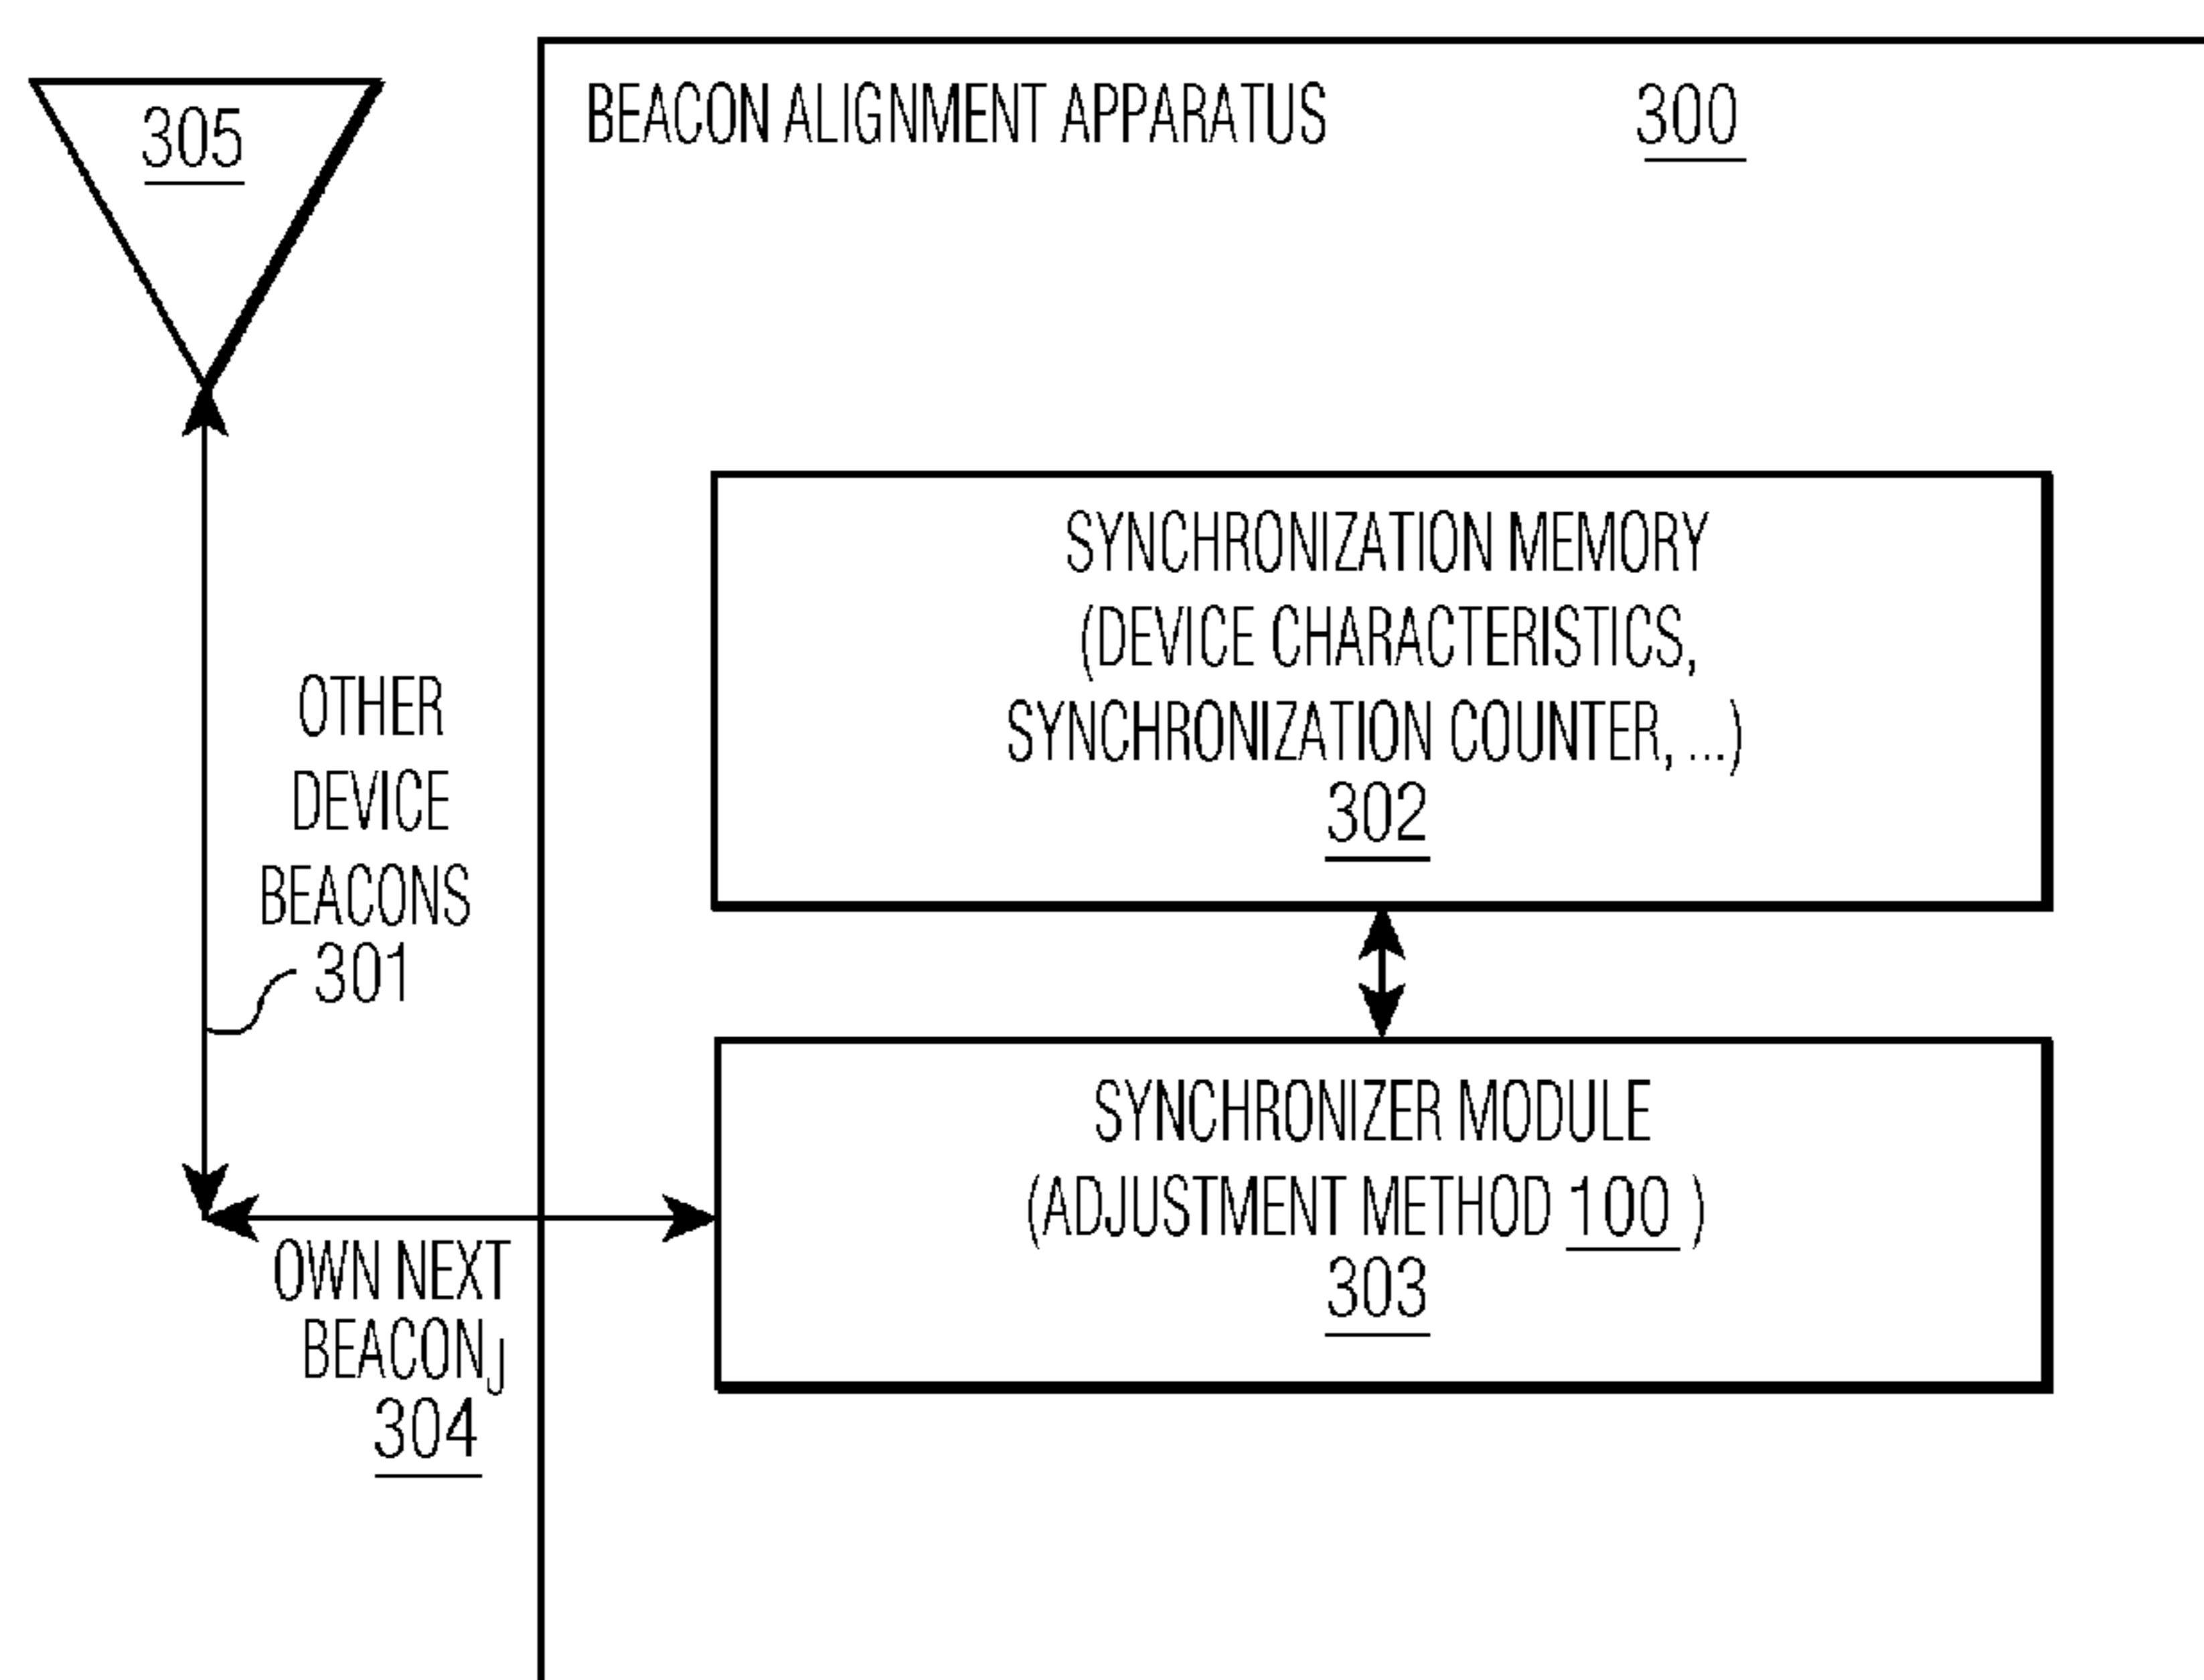 305
BEACON ALIGNMENT APPARATUS 300
SYNCHRONIZATION MEMORY
(DEVICE CHARACTERISTICS,
SYNCHRONIZATION COUNTER, ...)
302
OTHER
DEVICE
BEACONS
301
SYNCHRONIZER MODULE
(ADJUSTMENT METHOD 100 )
303
OWN NEXT
BEACONJ
304